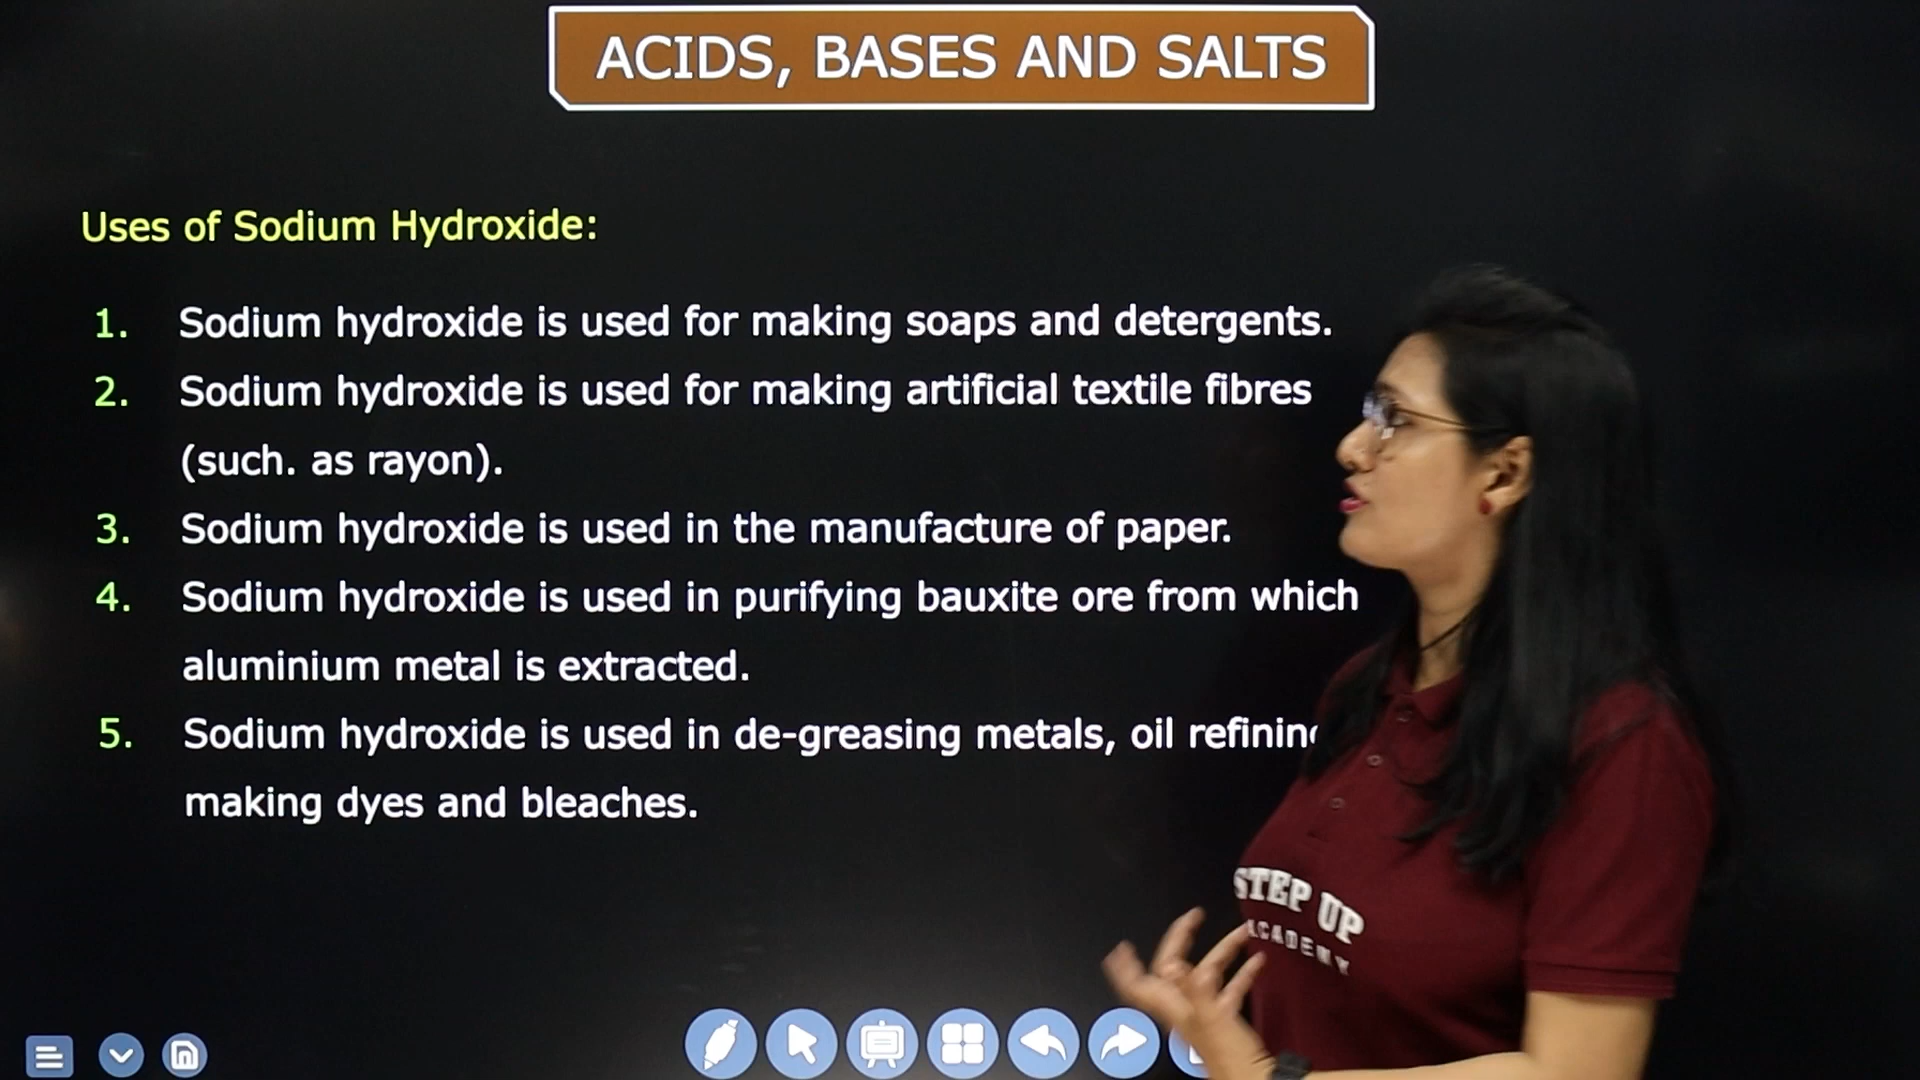 ACIDS, BASES AND SALTS
Uses of Sodium Hydroxide:
1. Sodium hydroxide is used for making soaps and detergents.
2. Sodium hydroxide is used for making artificial textile fibres
(such. as rayon).
3. Sodium hydroxide is used in the manufacture of paper.
4. Sodium hydroxide is used in purifying bauxite ore from which
aluminium metal is extracted.
5. Sodium hydroxide is used in de-greasing metals, oil refining
making dyes and bleaches.
STEP UP
ACADEMY